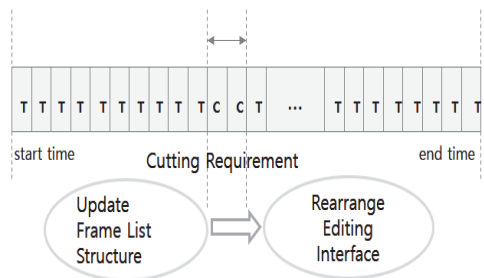 T T T T T T T T T T C C T ... T T T T T T T T
start time
end time
Cutting Requirement
Update
Frame List
Structure
Rearrange
Editing
Interface